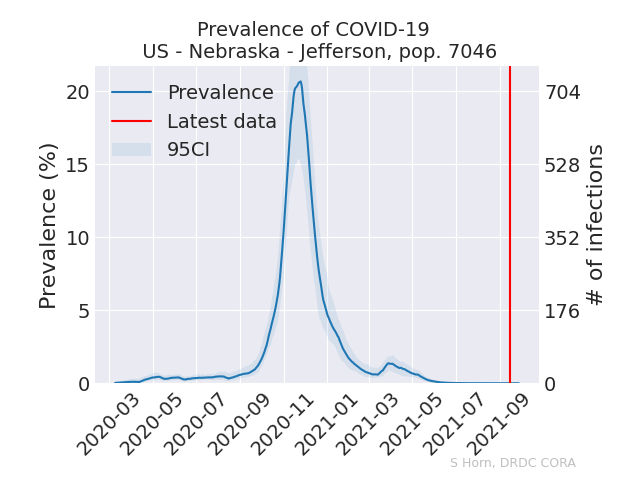 Prevalence of COVID-19
US - Nebraska - Jefferson, pop. 7046
Prevalence
Latest data
95CI
Prevalence (%)
20
15
10
5
0
# of infections
704
528
352
176
0
2020-03
2020-05
2020-07
2020-09
2020-11
2021-01
2021-03
2021-05
2021-07
2021-09
S Horn, DRDC CORA